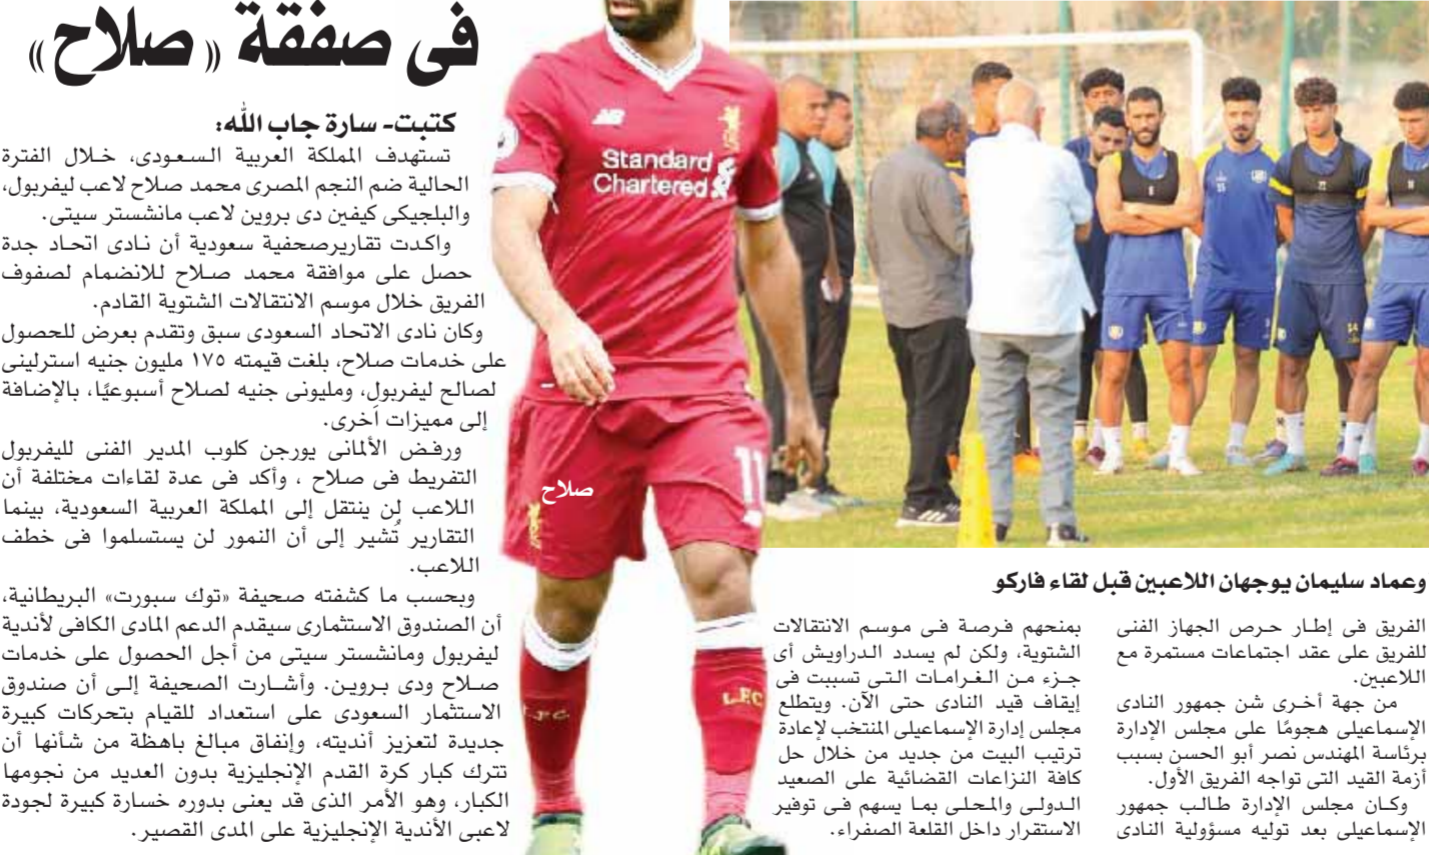 فى صفقة «صلاح»
كتبت- سارة جاب الله:
تستهدف المملكة العربية السعودى، خلال الفترة
الحالية ضم النجم المصرى محمد صلاح لاعب ليفربول،
والبلجيكى كيفين دى بروين لاعب مانشستر سيتى.
واكدت تقاريرصحفية سعودية أن نادى اتحاد جدة
حصل على موافقة محمد صلاح للانضمام لصفوف
الفريق خلال موسم الانتقالات الشتوية القادم.
وكان نادى الاتحاد السعودى سبق وتقدم بعرض للحصول
على خدمات صلاح، بلغت قيمته ١٧٥ مليون جنيه استرلينى
لصالح ليفربول، ومليونى جنيه لصلاح أسبوعيًا، بالإضافة
إلى مميزات آخرى.
ورفض الألمانى يورجن كلوب المدير الفنى لليفربول
التفريط فى صلاح ، وأكد فى عدة لقاءات مختلفة أن
اللاعب لن ينتقل إلى المملكة العربية السعودية، بينما
التقارير تُشير إلى أن النمور لن يستسلموا فى خطف
اللاعب.
وبحسب ما كشفته صحيفة «توك سبورت» البريطانية،
أن الصندوق الاستثمارى سيقدم الدعم المادى الكافى لأندية
ليفربول ومانشستر سيتى من أجل الحصول على خدمات
صلاح ودى بروين. وأشارت الصحيفة إلى أن صندوق
الاستثمار السعودى على استعداد للقيام بتحركات كبيرة
جديدة لتعزيز أنديته، وإنفاق مبالغ باهظة من شأنها أن
تترك كبار كرة القدم الإنجليزية بدون العديد من نجومها
الكبار، وهو الأمر الذى قد يعنى بدوره خسارة كبيرة لجودة
لاعبى الأندية الإنجليزية على المدى القصير.
Standard
Chartered
11
صلاح
L.F.C.
L.F.C.
وعماد سليمان يوجهان اللاعبين قبل لقاء فاركو
الفريق فى إطار حرص الجهاز الفنى
للفريق على عقد اجتماعات مستمرة مع
اللاعبين.
من جهة أخرى شن جمهور النادى
الإسماعيلى هجومًا على مجلس الإدارة
برئاسة المهندس نصر أبو الحسن بسبب
أزمة القيد التى تواجه الفريق الأول.
وكان مجلس الإدارة طالب جمهور
الإسماعيلى بعد توليه مسؤولية النادى
بمنحهم فرصة فى موسم الانتقالات
الشتوية، ولكن لم يسدد الدراويش أى
جزء من الغرامات التى تسببت فى
إيقاف قيد النادى حتى الآن. ويتطلع
مجلس إدارة الإسماعيلى المنتخب لإعادة
ترتيب البيت من جديد من خلال حل
كافة النزاعات القضائية على الصعيد
الدولى والمحلى بما يسهم فى توفير
الاستقرار داخل القلعة الصفراء.